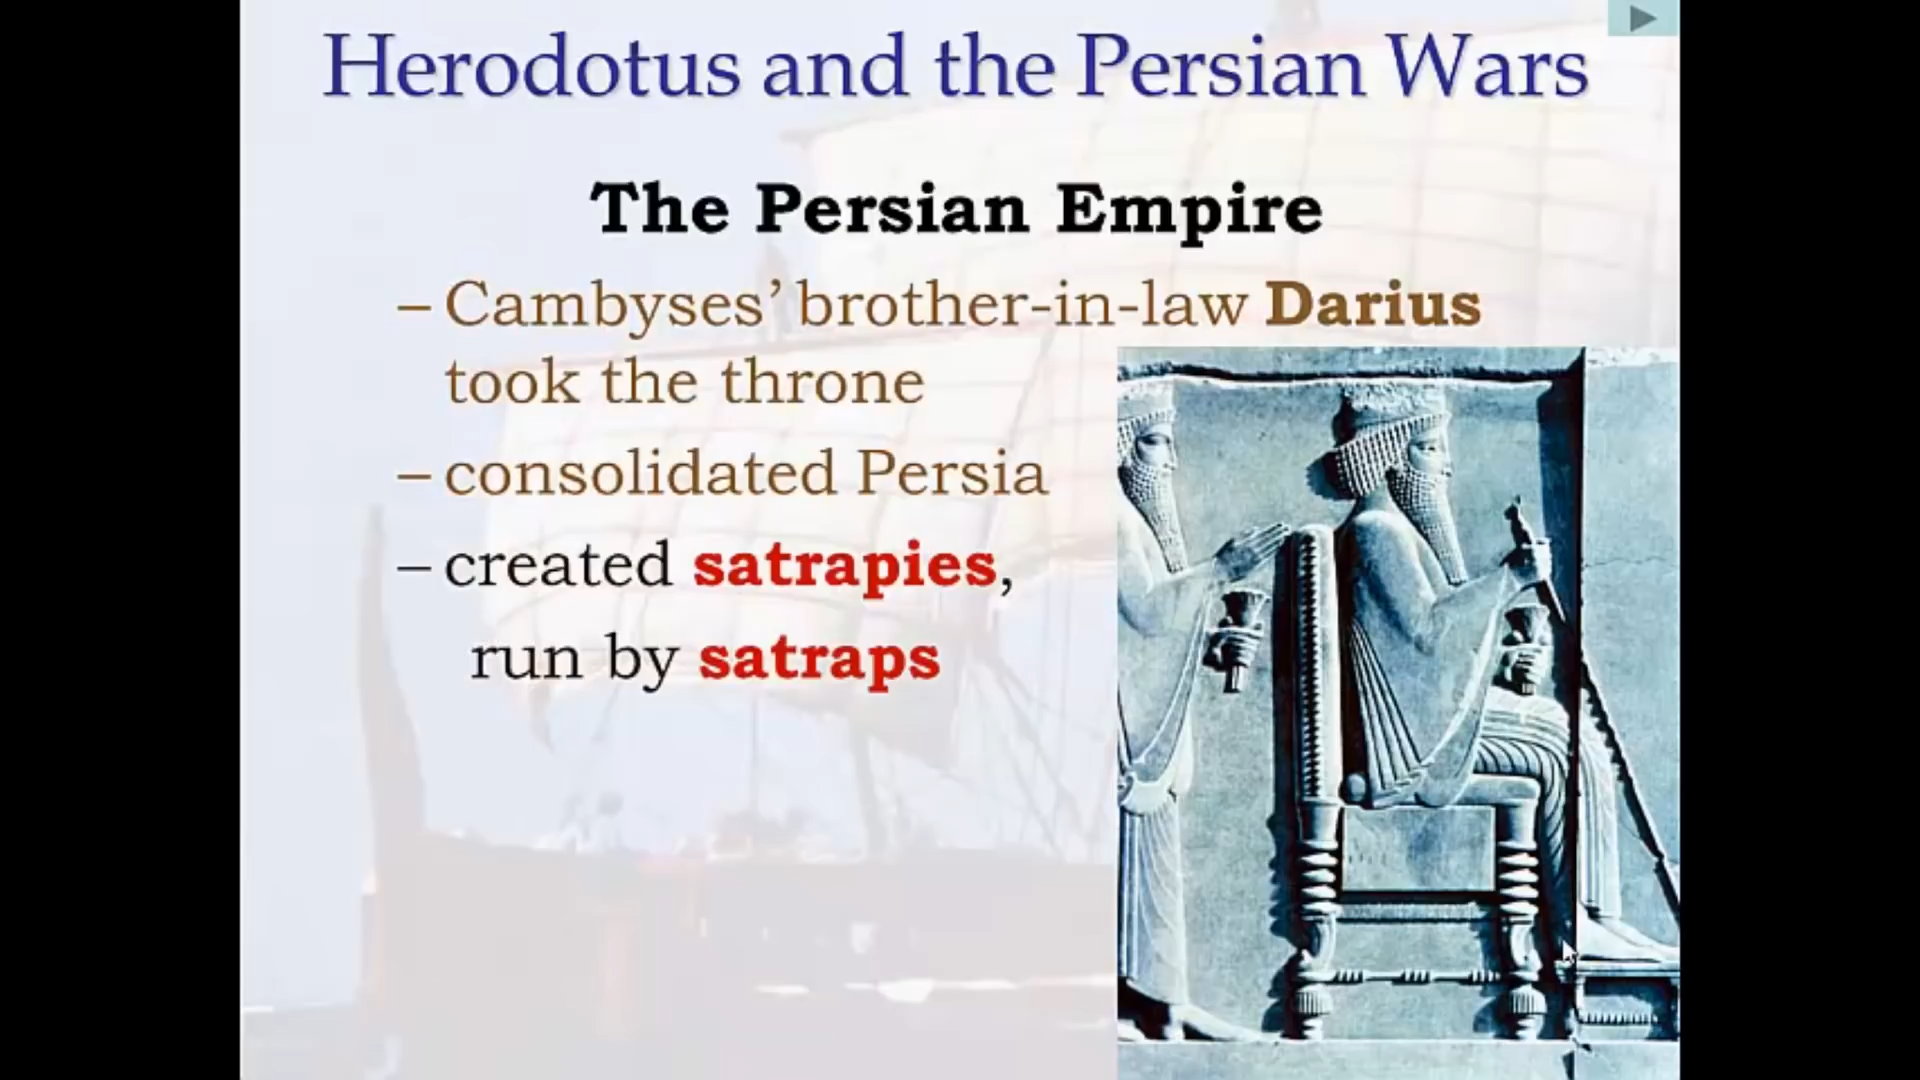 Herodotus and the Persian Wars
The Persian Empire
– Cambyses’ brother-in-law Darius
took the throne
– consolidated Persia
– created satrapies,
run by satraps